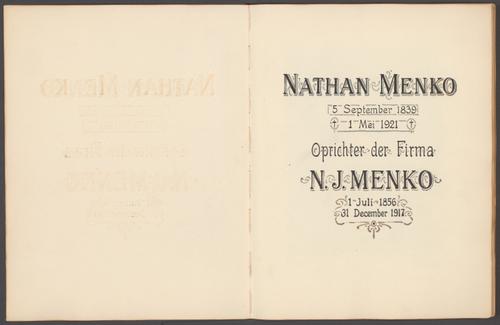 NATHAN MENKO
5 September 1839
1 Mei 1921
Oprichter der Firma
N.J. MENKO
1 Juli 1856
31 December 1917